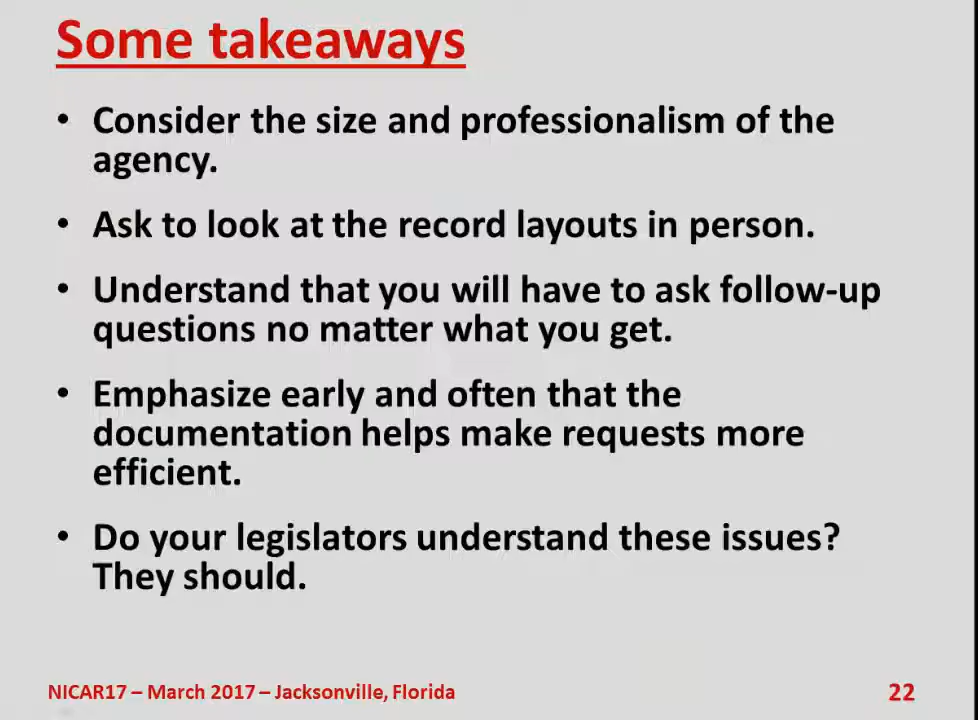 Some takeaways
• Consider the size and professionalism of the
agency.
• Ask to look at the record layouts in person.
• Understand that you will have to ask follow-up
questions no matter what you get.
• Emphasize early and often that the
documentation helps make requests more
efficient.
• Do your legislators understand these issues?
They should.
NICAR17 – March 2017 – Jacksonville, Florida
22